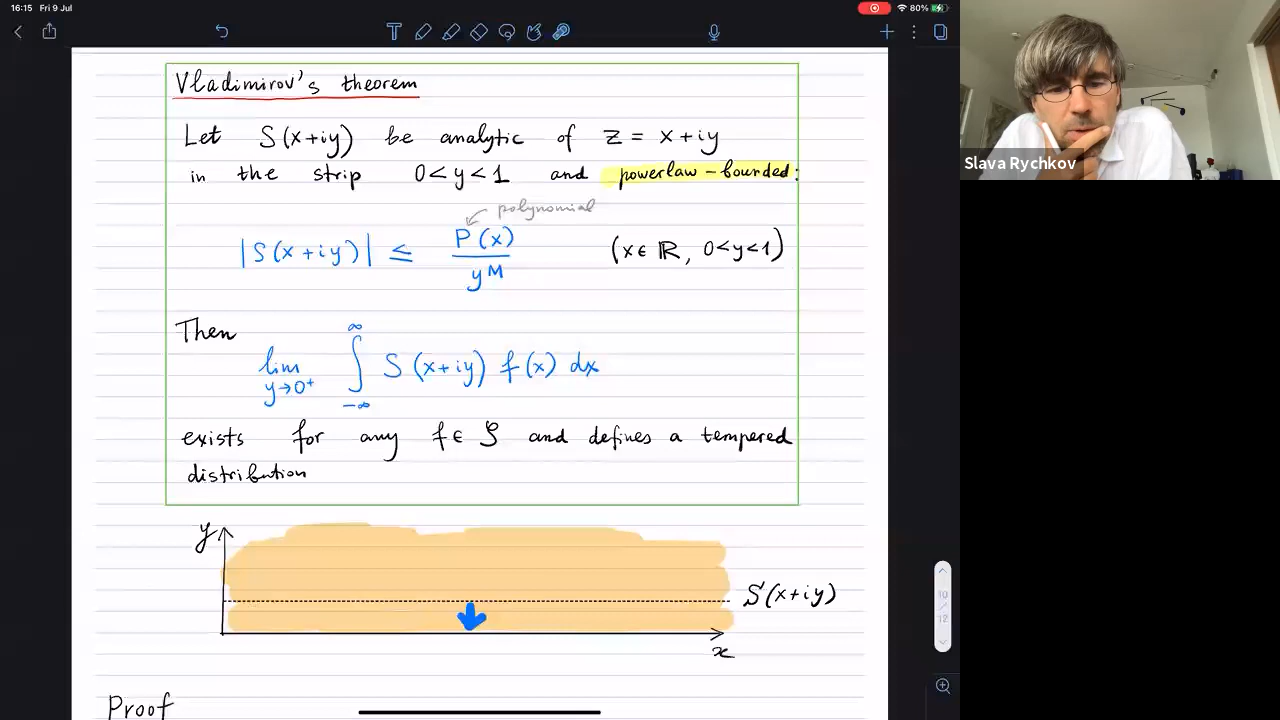 16:15 Fri 9 Jul
80%
Vladimirov's theorem
Let S(x+iy) be analytic of z = x+iy
in the strip 0<y<1 and powerlaw-bounded:
polynomial
|S(x+iy)| ≤ P(x) / y^M (x∈ℝ, 0<y<1)
Then
lim y→0⁺ ∫_{-∞}^{∞} S(x+iy) f(x) dx
exists for any f∈ 𝒮 and defines a tempered
distribution
y
S(x+iy)
x
Proof
10
/
12
Slava Rychkov